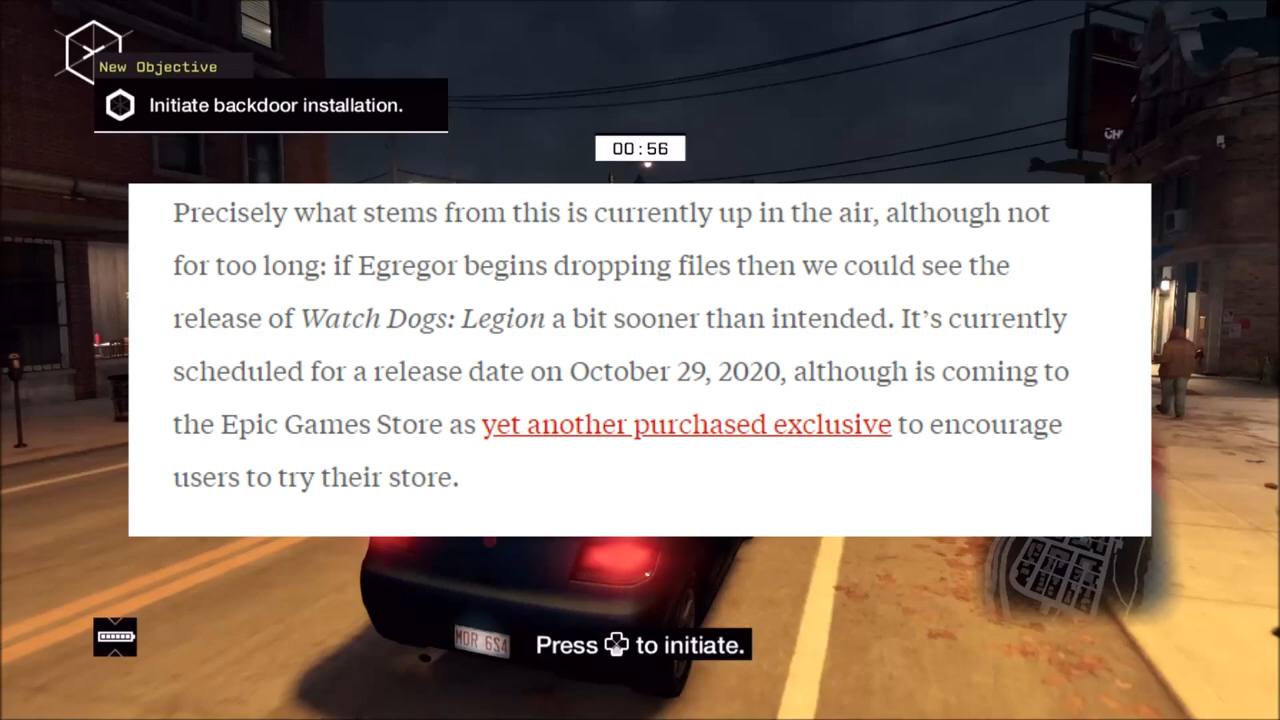 New Objective
Initiate backdoor installation.
00:56
Precisely what stems from this is currently up in the air, although not
for too long: if Egregor begins dropping files then we could see the
release of Watch Dogs: Legion a bit sooner than intended. It’s currently
scheduled for a release date on October 29, 2020, although is coming to
the Epic Games Store as yet another purchased exclusive to encourage
users to try their store.
MDR 6S4
Press to initiate.